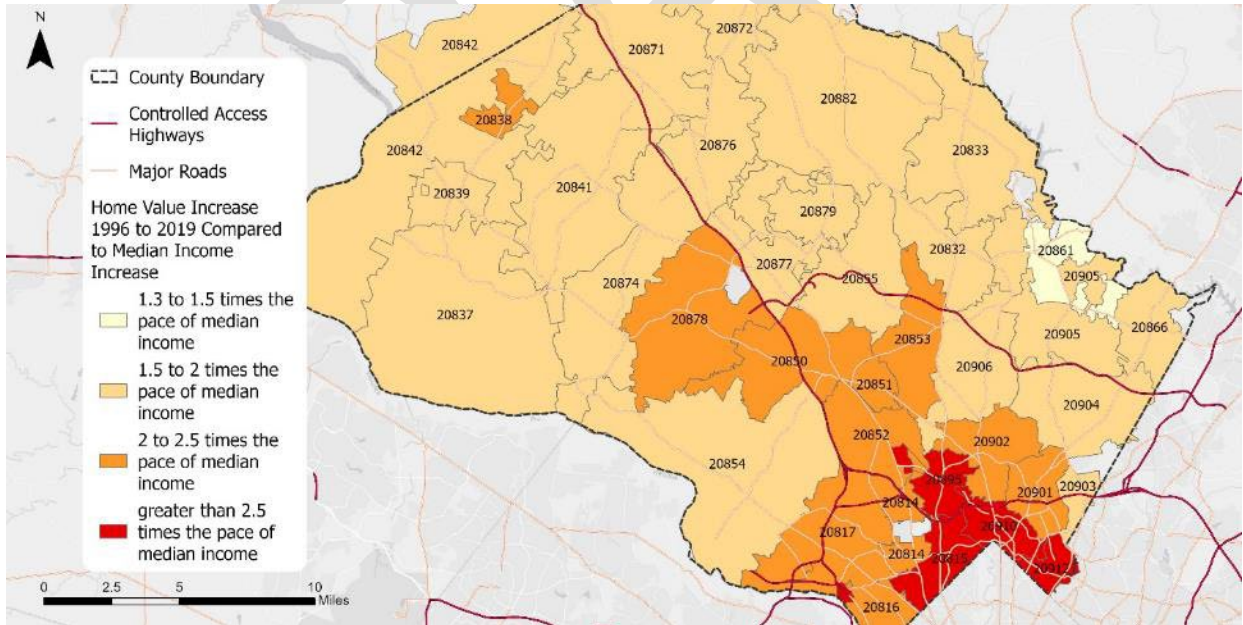 N
County Boundary
Controlled Access
Highways
Major Roads
Home Value Increase
1996 to 2019 Compared
to Median Income
Increase
1.3 to 1.5 times the
pace of median
income
1.5 to 2 times the
pace of median
income
2 to 2.5 times the
pace of median
income
greater than 2.5
times the pace of
median income
0 2.5 5 10
Miles
20842
20871
20872
20882
20838
20842
20876
20833
20839
20841
20879
20832
20861
20877
20855
20905
20874
20837
20878
20853
20905
20866
20850
20851
20906
20904
20852
20902
20854
20895
20901
20903
20814
20817
20910
20814
20815
20912
20816